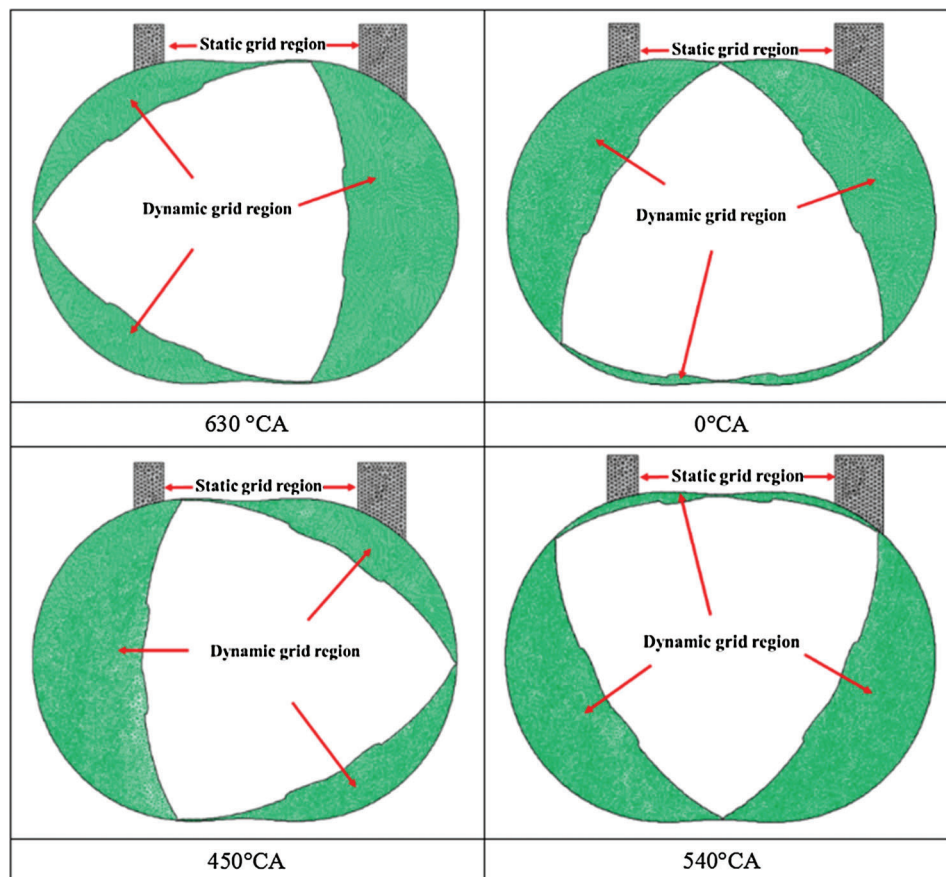 Static grid region
Dynamic grid region
630 °CA
Static grid region
Dynamic grid region
0°CA
Static grid region
Dynamic grid region
450°CA
Static grid region
Dynamic grid region
540°CA